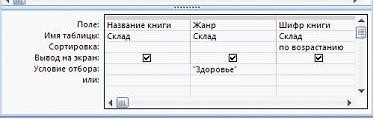 Поле: Название книги Жанр Шифр книги
Имя таблицы: Склад Склад Склад
Сортировка: по возрастанию
Вывод на экран:
Условие отбора: "Здоровье"
или: